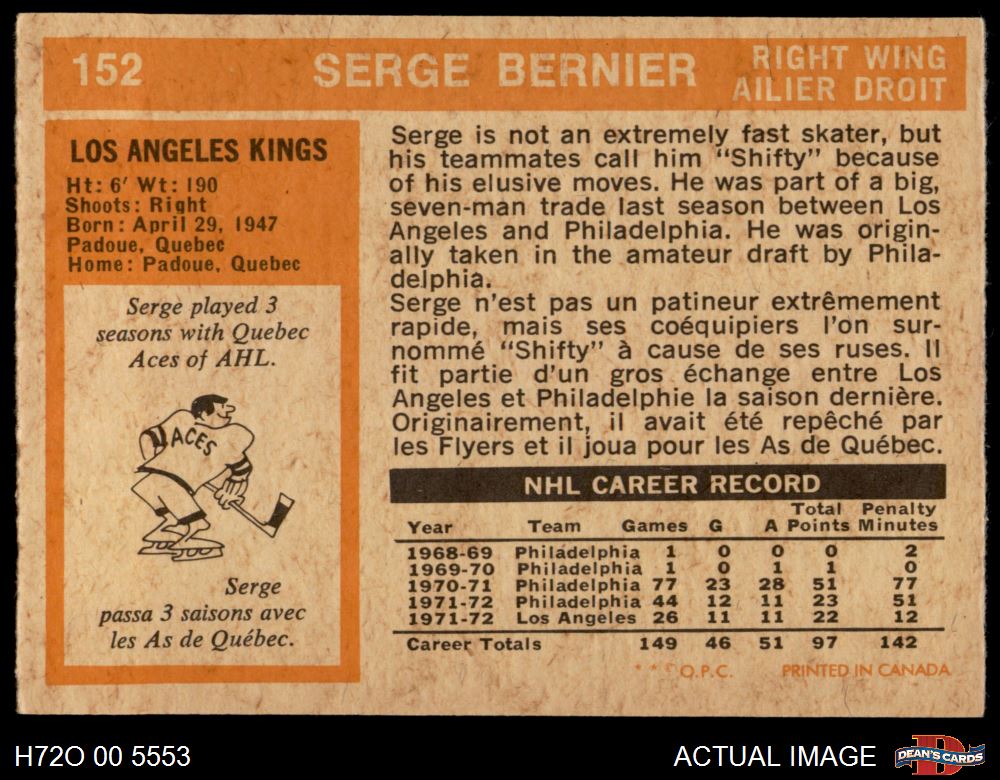 152 SERGE BERNIER RIGHT WING
AILIER DROIT
LOS ANGELES KINGS
Ht: 6' Wt: 190
Shoots: Right
Born: April 29, 1947
Padoue, Quebec
Home: Padoue, Quebec
Serge played 3
seasons with Quebec
Aces of AHL.
ACES
Serge
passa 3 saisons avec
les As de Québec.
Serge is not an extremely fast skater, but
his teammates call him "Shifty" because
of his elusive moves. He was part of a big,
seven-man trade last season between Los
Angeles and Philadelphia. He was origin-
ally taken in the amateur draft by Phila-
delphia.
Serge n'est pas un patineur extrêmement
rapide, mais ses coéquipiers l'on sur-
nommé "Shifty" à cause de ses ruses. Il
fit partie d'un gros échange entre Los
Angeles et Philadelphie la saison dernière.
Originairement, il avait été repêché par
les Flyers et il joua pour les As de Québec.
NHL CAREER RECORD
Year Team Games G A Total Points Penalty Minutes
1968-69 Philadelphia 1 0 0 0 2
1969-70 Philadelphia 1 0 1 1 0
1970-71 Philadelphia 77 23 28 51 77
1971-72 Philadelphia 44 12 11 23 51
1971-72 Los Angeles 26 11 11 22 12
Career Totals 149 46 51 97 142
* * O.P.C. PRINTED IN CANADA
H72O 00 5553 ACTUAL IMAGE DEAN'S CARDS